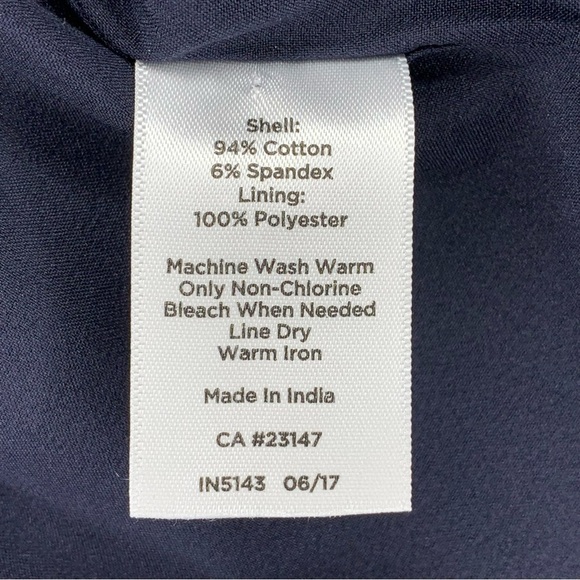 Shell:
94% Cotton
6% Spandex
Lining:
100% Polyester
Machine Wash Warm
Only Non-Chlorine
Bleach When Needed
Line Dry
Warm Iron
Made In India
CA #23147
IN5143 06/17